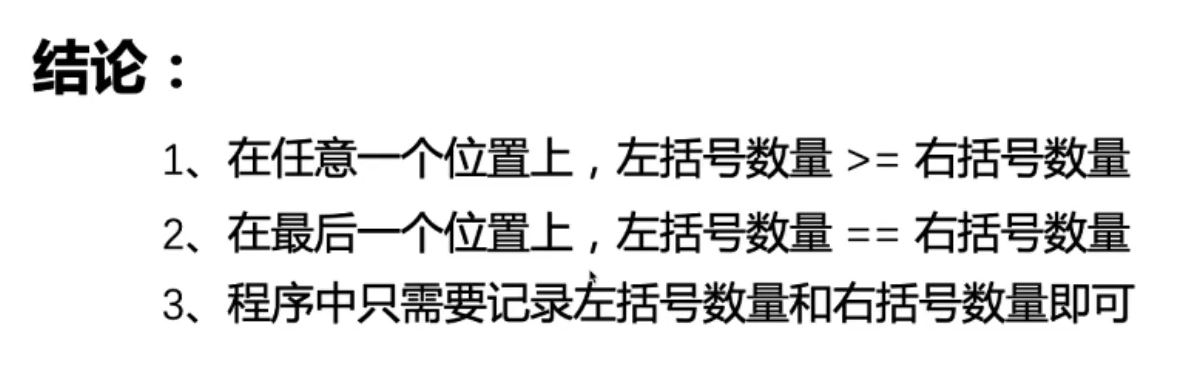 结论：
1、在任意一个位置上，左括号数量 >= 右括号数量
2、在最后一个位置上，左括号数量 == 右括号数量
3、程序中只需要记录左括号数量和右括号数量即可